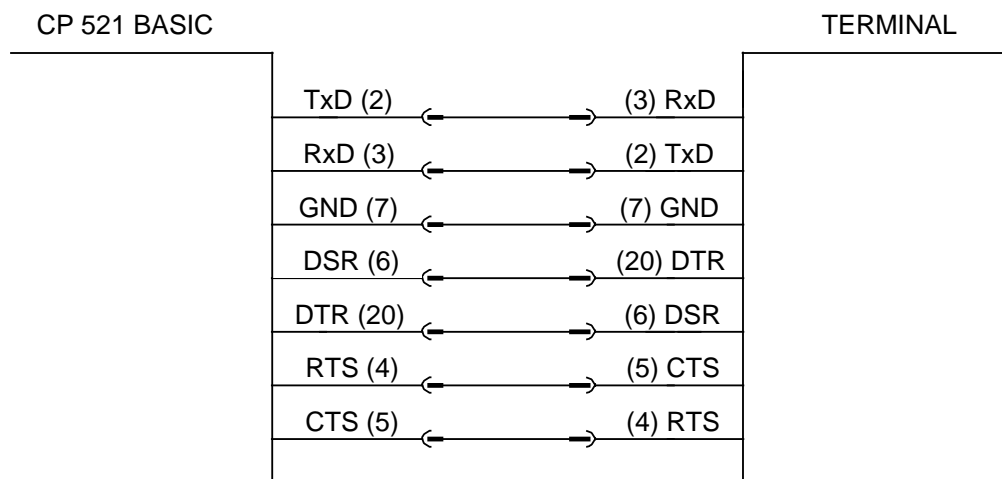 CP 521 BASIC TERMINAL
TxD (2) (3) RxD
RxD (3) (2) TxD
GND (7) (7) GND
DSR (6) (20) DTR
DTR (20) (6) DSR
RTS (4) (5) CTS
CTS (5) (4) RTS